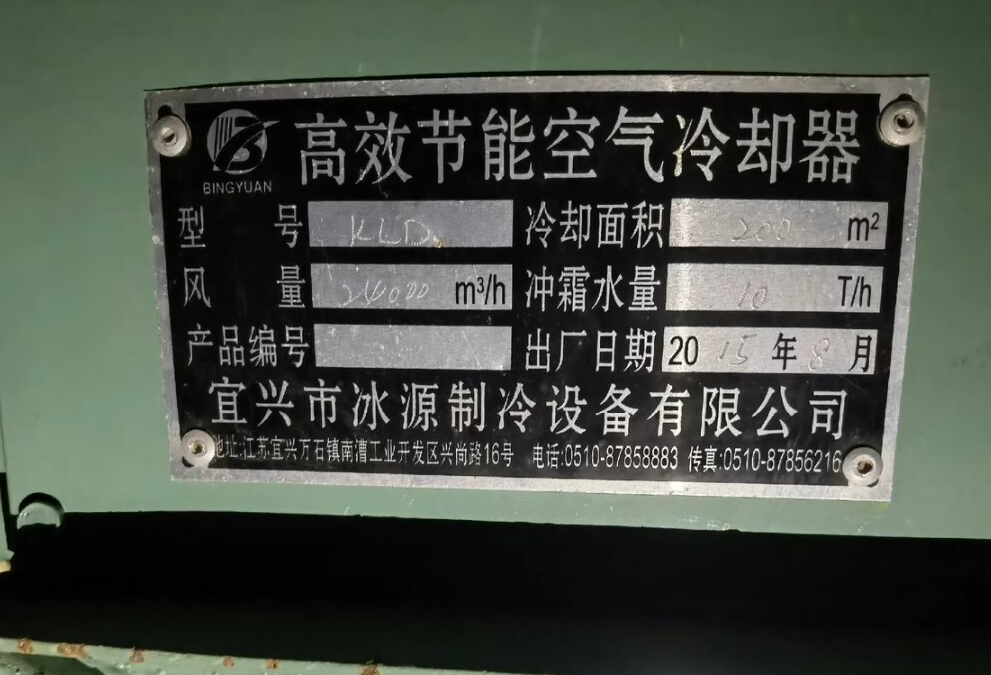 BINGYUAN
高效节能空气冷却器
型号 KLD 冷却面积 200 m²
风量 24000 m³/h 冲霜水量 10 T/h
产品编号 出厂日期 2015年8月
宜兴市冰源制冷设备有限公司
地址:江苏宜兴万石镇南漕工业开发区兴尚路16号 电话:0510-87858883 传真:0510-87856216